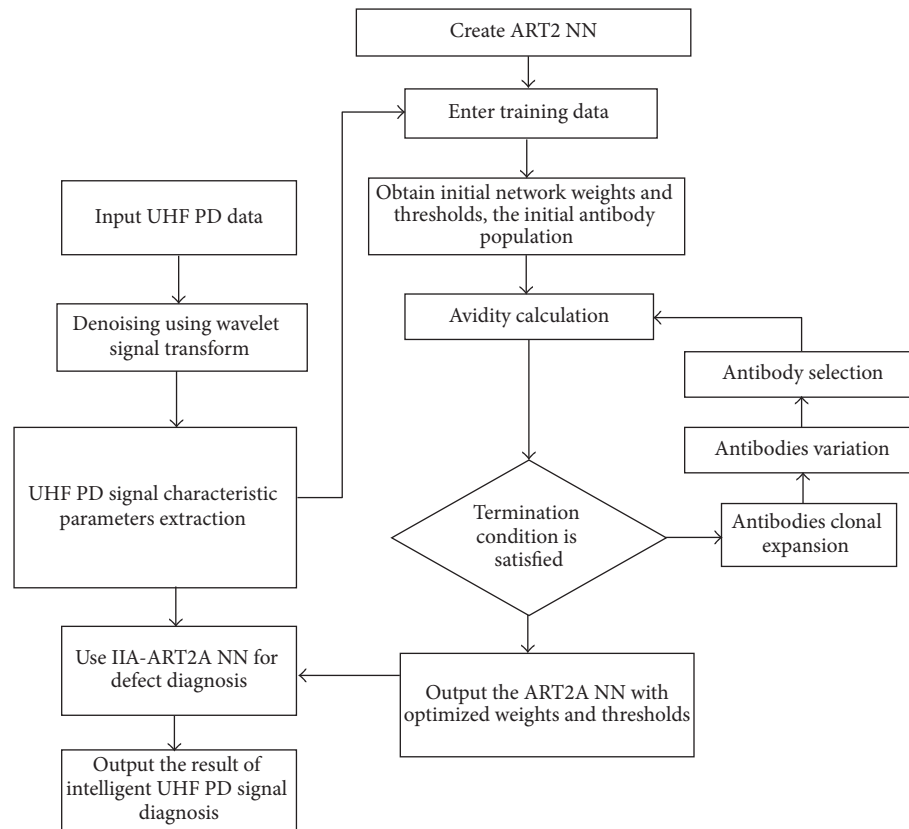 Create ART2 NN
Enter training data
Obtain initial network weights and
thresholds, the initial antibody
population
Input UHF PD data
Avidity calculation
Denoising using wavelet
signal transform
Antibody selection
Antibodies variation
UHF PD signal characteristic
parameters extraction
Termination
condition is
satisfied
Antibodies clonal
expansion
Use IIA-ART2A NN for
defect diagnosis
Output the ART2A NN with
optimized weights and thresholds
Output the result of
intelligent UHF PD signal
diagnosis